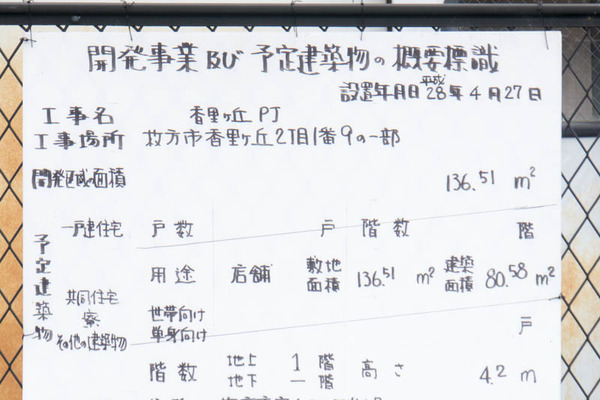 開発事業及び予定建築物の概要標識
設置年月日 平成28年4月27日
工事名 香里ヶ丘PJ
工事場所 枚方市香里ヶ丘2丁目1番9の一部
開発区域の面積 136.51 m²
予定建築物
一戸建住宅 戸数 戸 階数 階
共同住宅 寮 その他の建築物
用途 店舗 敷地面積 136.51 m² 建築面積 80.58 m²
世帯向け
単身向け 戸
階数 地上 1 階 地下 一 階 高さ 4.2 m